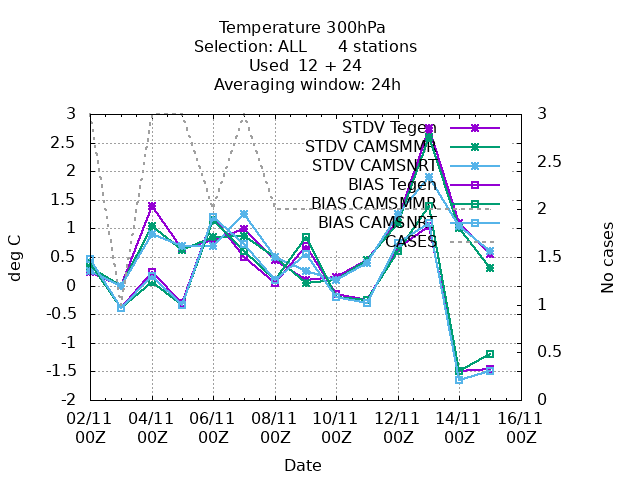 Temperature 300hPa
Selection: ALL      4 stations
Used  12 + 24
Averaging window: 24h
3
2.5
2
1.5
1
0.5
0
-0.5
-1
-1.5
-2
deg C
STDV Tegen
STDV CAMSMMR
STDV CAMSNRT
BIAS Tegen
BIAS CAMSMMR
BIAS CAMSNRT
CASES
3
2.5
2
1.5
1
0.5
0
No cases
02/11 04/11 06/11 08/11 10/11 12/11 14/11 16/11
00Z 00Z 00Z 00Z 00Z 00Z 00Z 00Z
Date